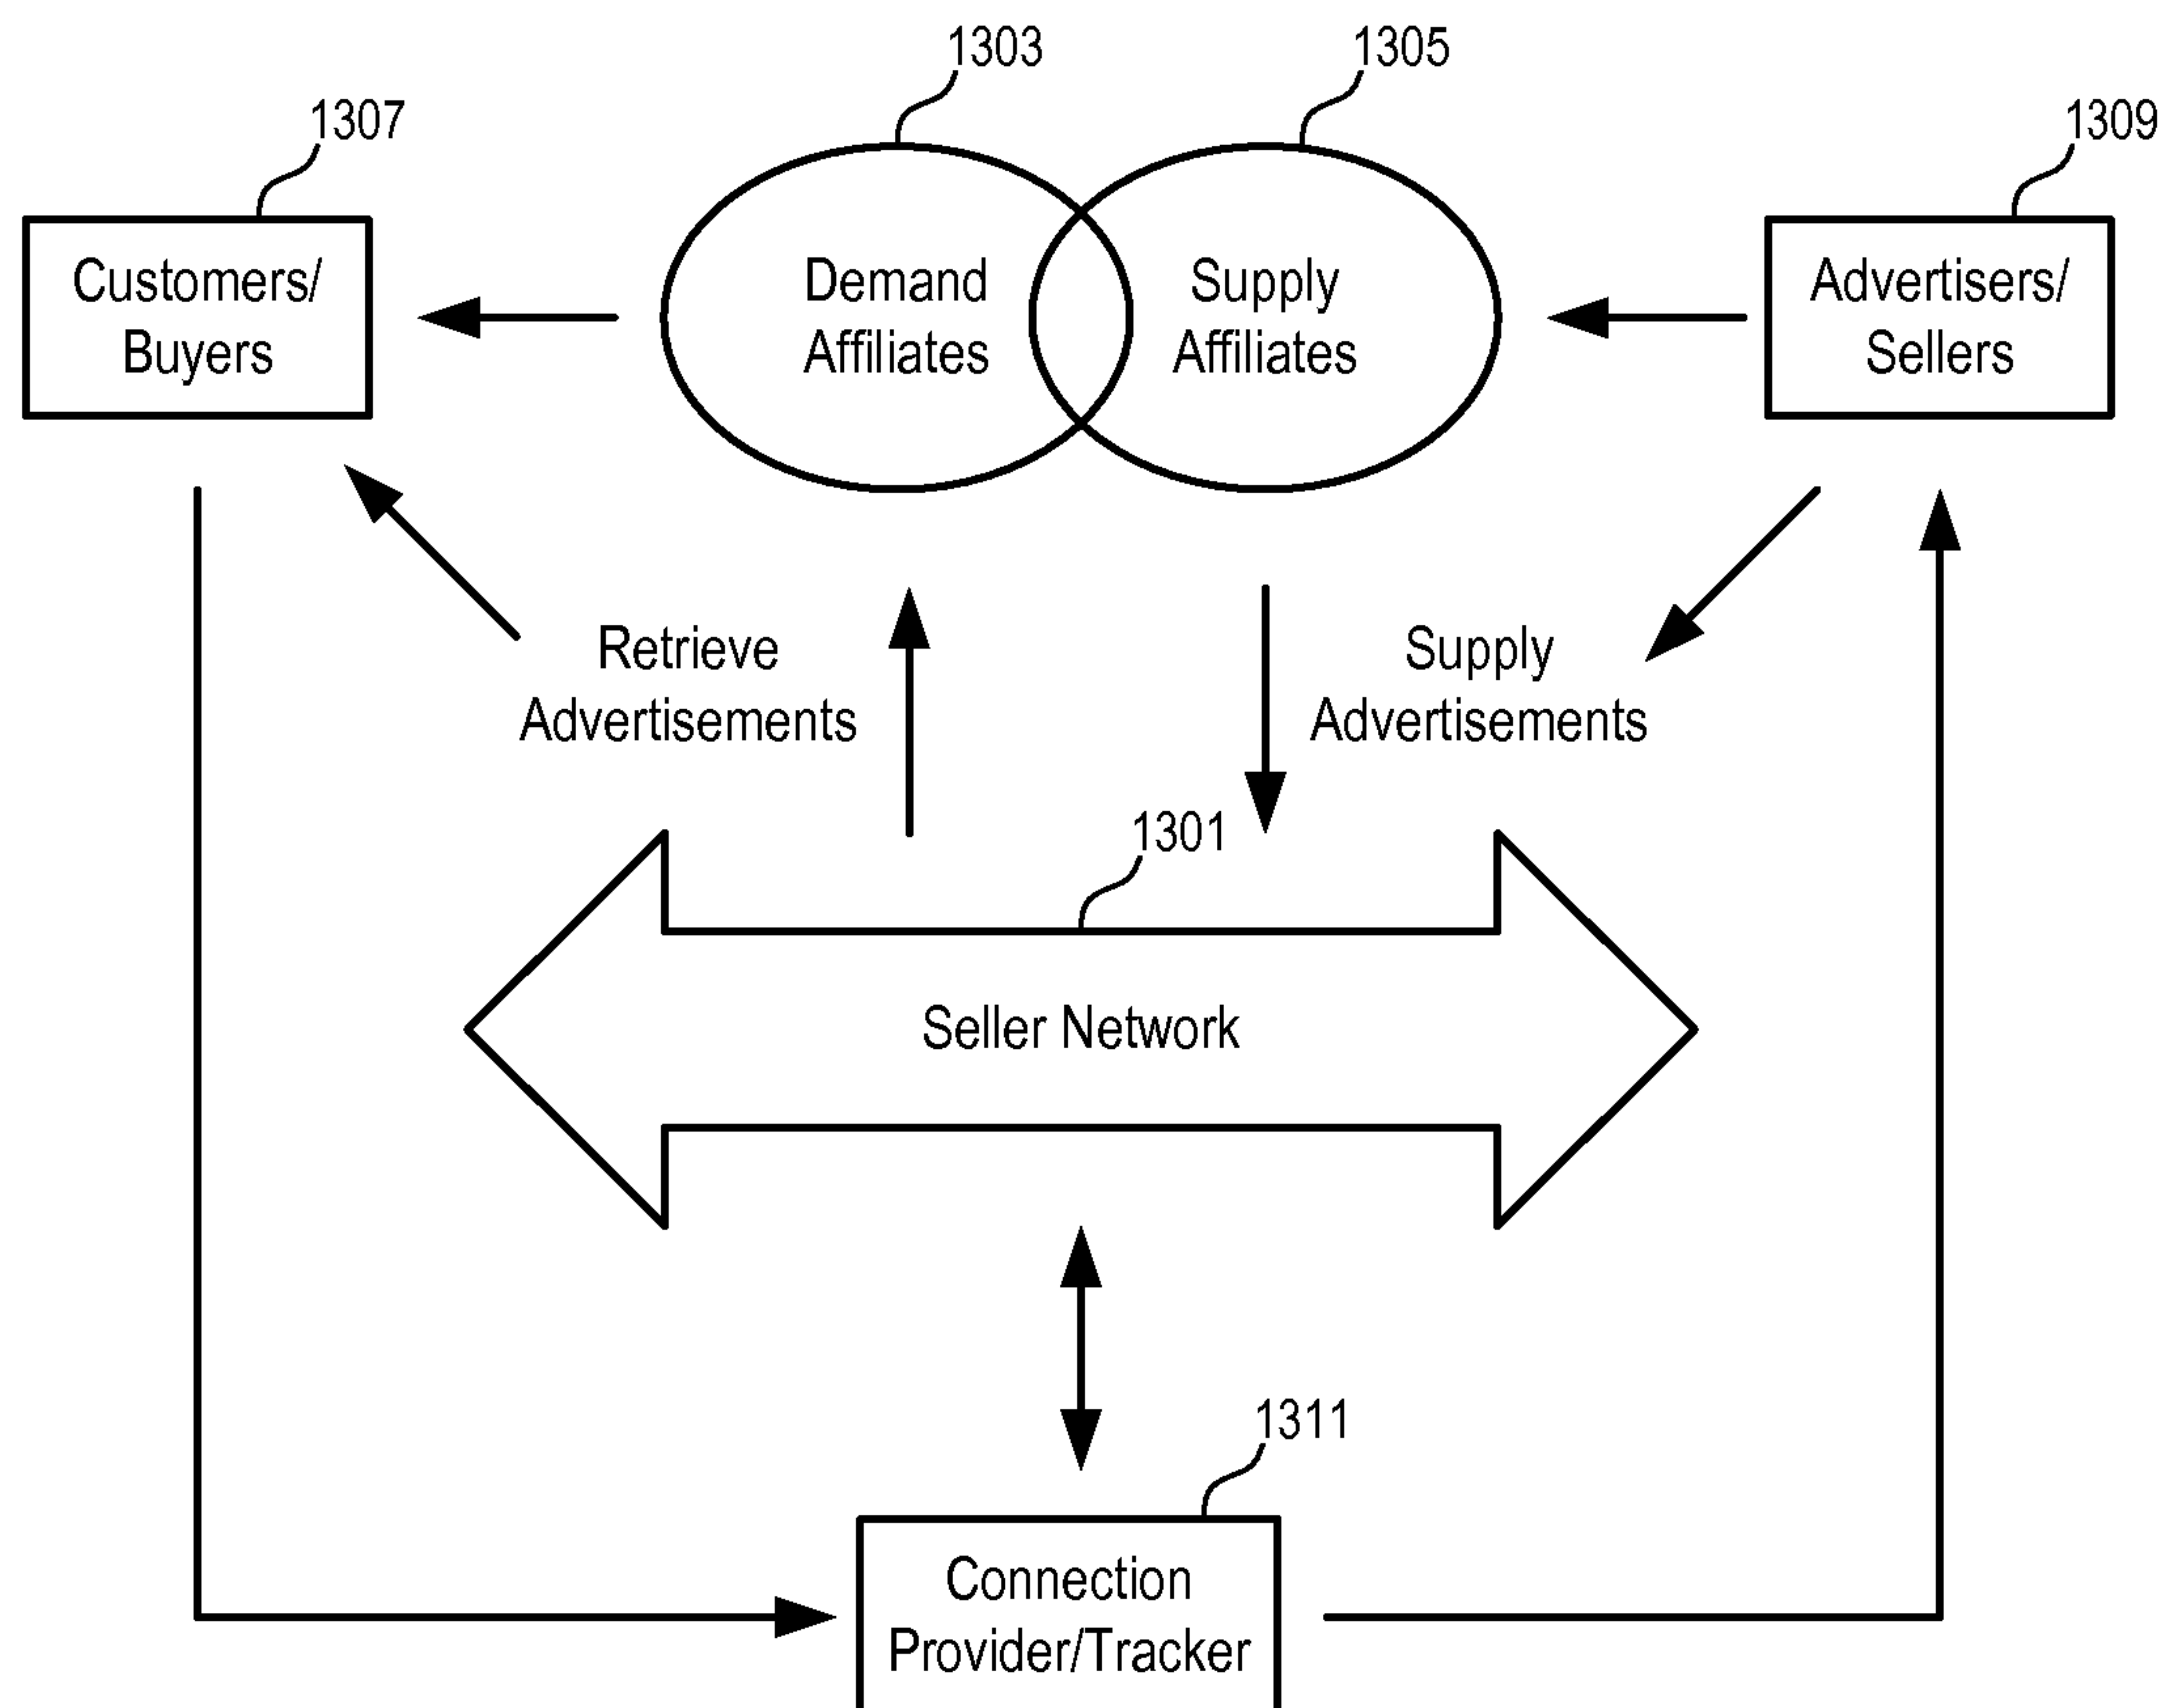 1303
1305
1307
1309
Customers/
Buyers
Demand
Affiliates
Supply
Affiliates
Advertisers/
Sellers
Retrieve
Advertisements
Supply
Advertisements
1301
Seller Network
1311
Connection
Provider/Tracker